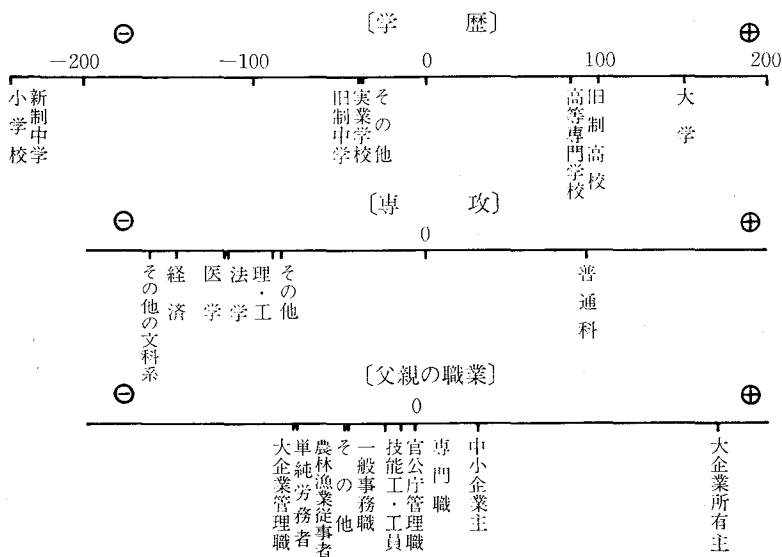 〔学歴〕
⊖ ⊕
−200 −100 0 100 200
小学校
新制中学
旧制中学
実業学校
その他
高等専門学校
旧制高校
大学
〔専攻〕
⊖ ⊕
0
その他の文科系
経済
医学
法学
理・工
その他
普通科
〔父親の職業〕
⊖ ⊕
0
大企業管理職
単純労務者
農林漁業従事者
その他
一般事務職
技能工・工員
官公庁管理職
専門職
中小企業主
大企業所有主